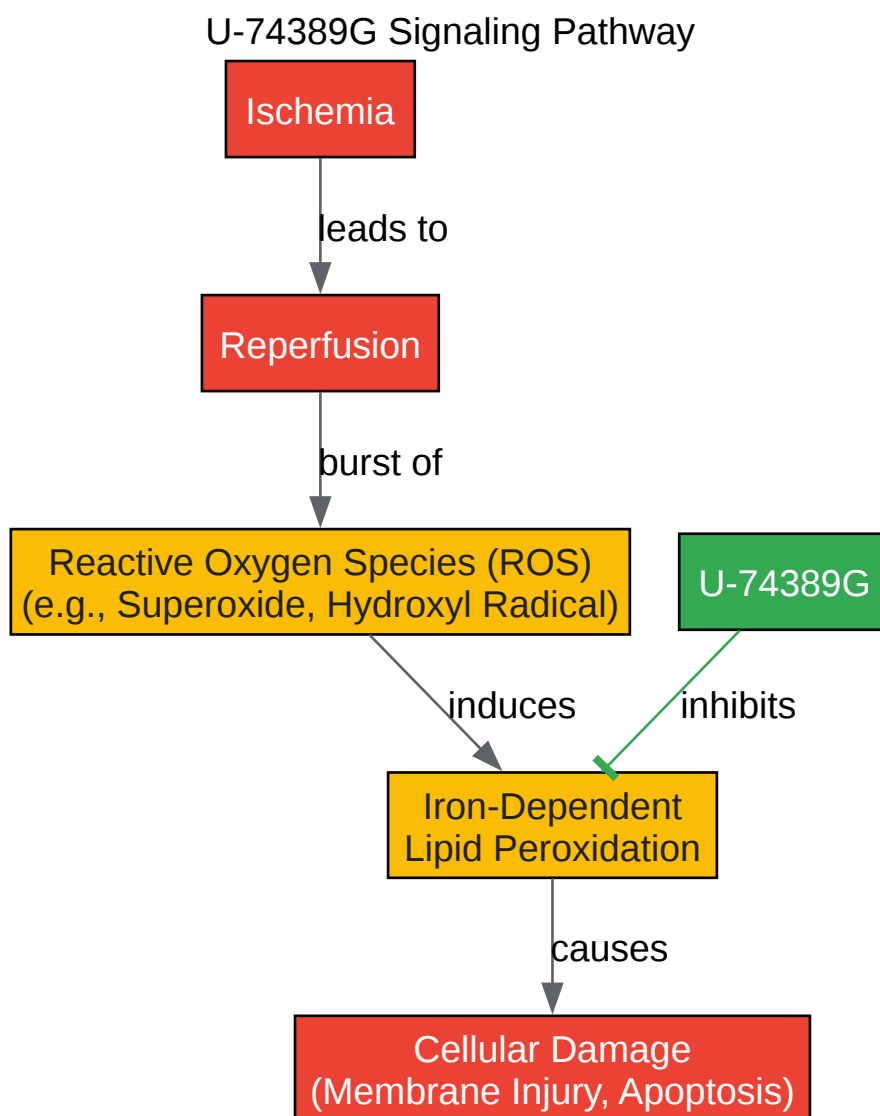 U-74389G Signaling Pathway
Ischemia
leads to
Reperfusion
burst of
Reactive Oxygen Species (ROS)
(e.g., Superoxide, Hydroxyl Radical)
U-74389G
induces
inhibits
Iron-Dependent
Lipid Peroxidation
causes
Cellular Damage
(Membrane Injury, Apoptosis)